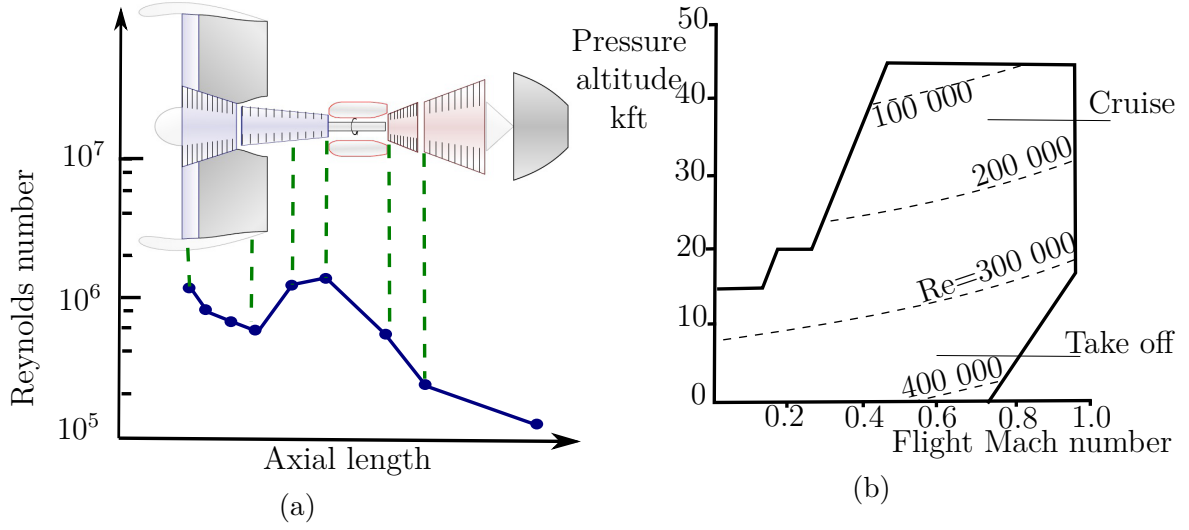 Reynolds number
10^7
10^6
10^5
Axial length
(a)
Pressure
altitude
kft
50
40
30
20
10
0
0.2
0.4
0.6
0.8
1.0
Flight Mach number
100 000
200 000
Re=300 000
400 000
Cruise
Take off
(b)